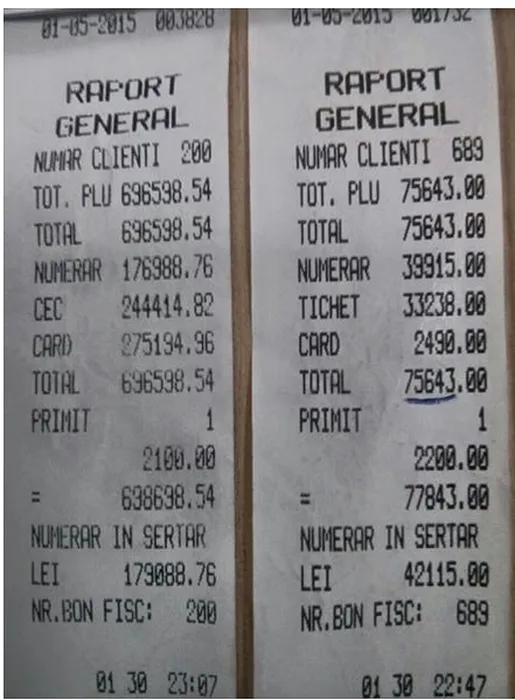 01-05-2015 003828
RAPORT
GENERAL
NUMAR CLIENTI 200
TOT. PLU 696598.54
TOTAL 696598.54
NUMERAR 176988.76
CEC 244414.82
CARD 275194.96
TOTAL 696598.54
PRIMIT 1
2100.00
= 698698.54
NUMERAR IN SERTAR
LEI 179088.76
NR.BON FISC: 200
01 30 23:07
01-05-2015 001732
RAPORT
GENERAL
NUMAR CLIENTI 689
TOT. PLU 75643.00
TOTAL 75643.00
NUMERAR 39915.00
TICHET 33238.00
CARD 2490.00
TOTAL 75643.00
PRIMIT 1
2200.00
= 77843.00
NUMERAR IN SERTAR
LEI 42115.00
NR.BON FISC: 689
01 30 22:47